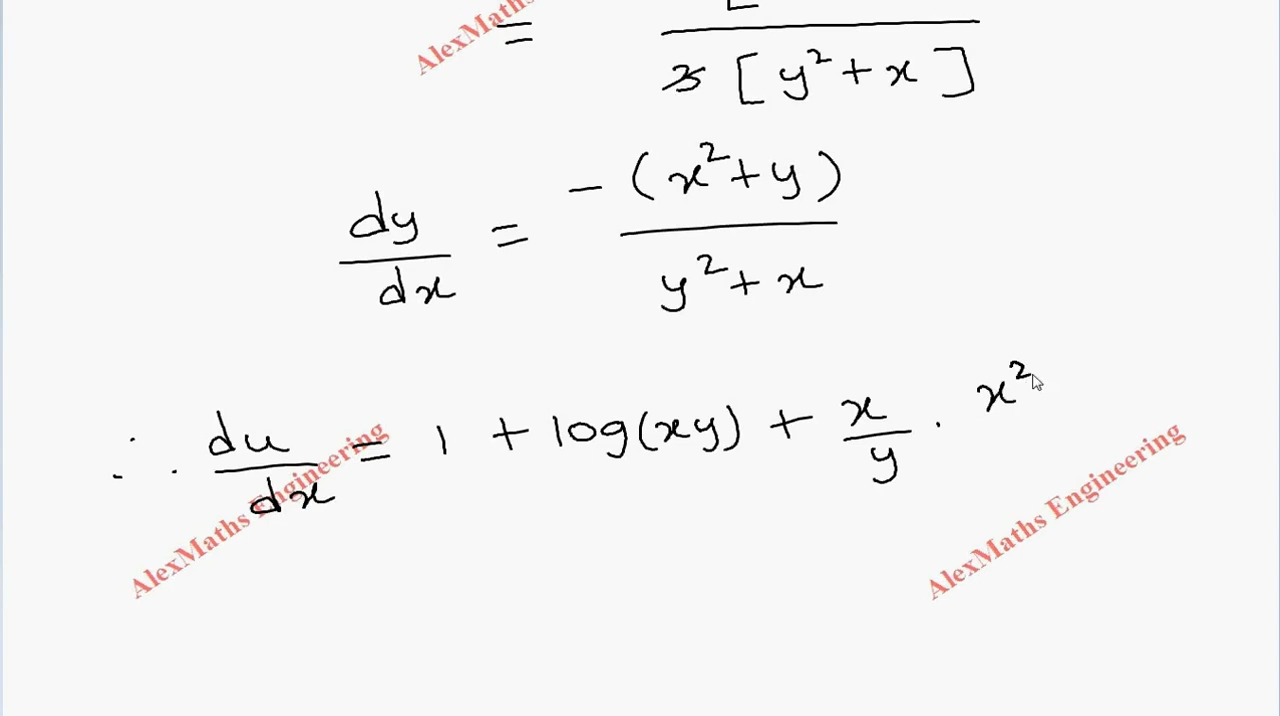 =
3 [y²+x]
dy/dx = -(x²+y)/(y²+x)
∴ du/dx = 1 + log(xy) + x/y · x²
AlexMaths
AlexMaths Engineering
AlexMaths Engineering